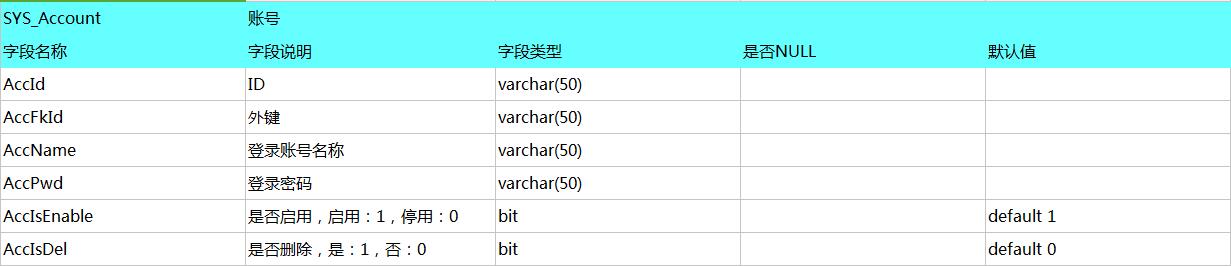 SYS_Account 账号
字段名称 字段说明 字段类型 是否NULL 默认值
AccId ID varchar(50)
AccFkId 外键 varchar(50)
AccName 登录账号名称 varchar(50)
AccPwd 登录密码 varchar(50)
AccIsEnable 是否启用，启用：1，停用：0 bit default 1
AccIsDel 是否删除，是：1，否：0 bit default 0